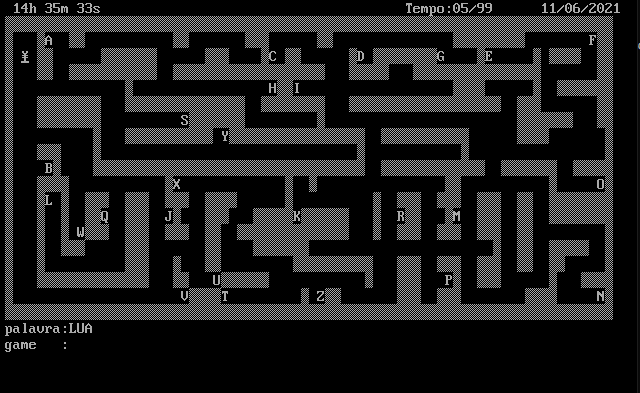 14h 35m 33s Tempo:05/99 11/06/2021
A F
C D G E
H I
S
Y
B
X O
L
Q J K R M
W
U P
V T Z N
palavra:LUA
game :